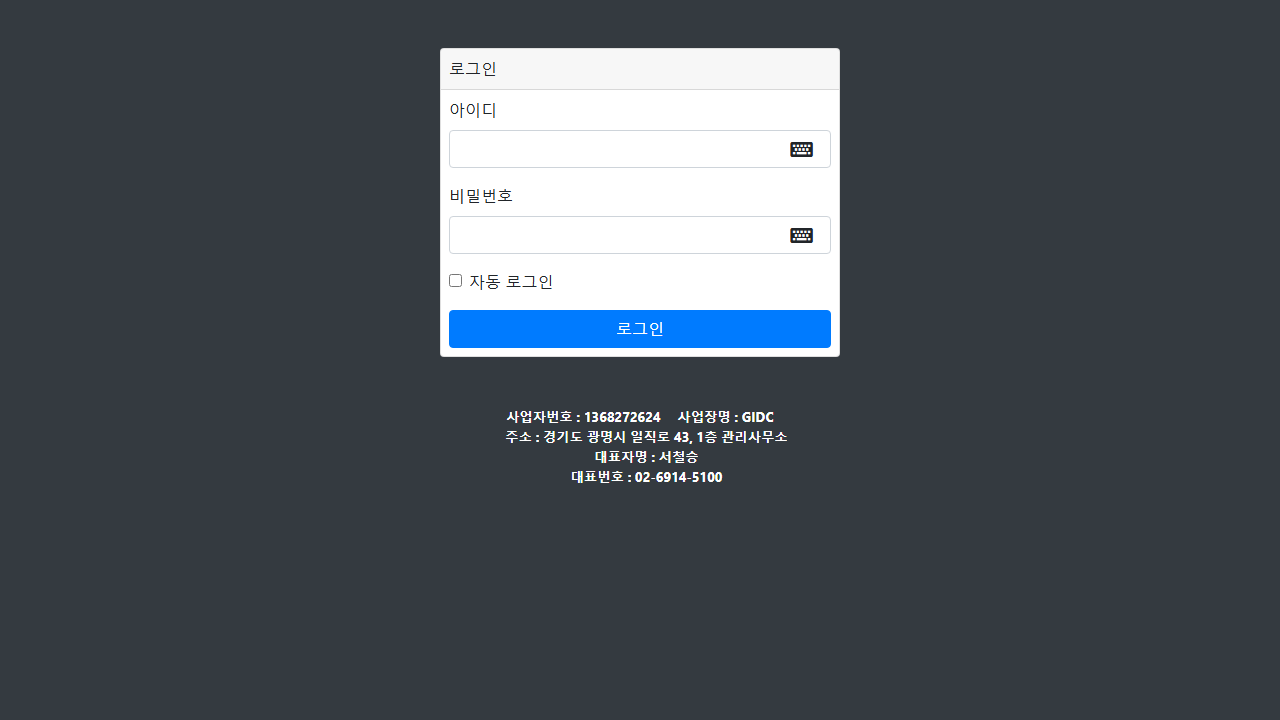 로그인
아이디
비밀번호
자동 로그인
로그인
사업자번호 : 1368272624 사업장명 : GIDC
주소 : 경기도 광명시 일직로 43, 1층 관리사무소
대표자명 : 서철승
대표번호 : 02-6914-5100